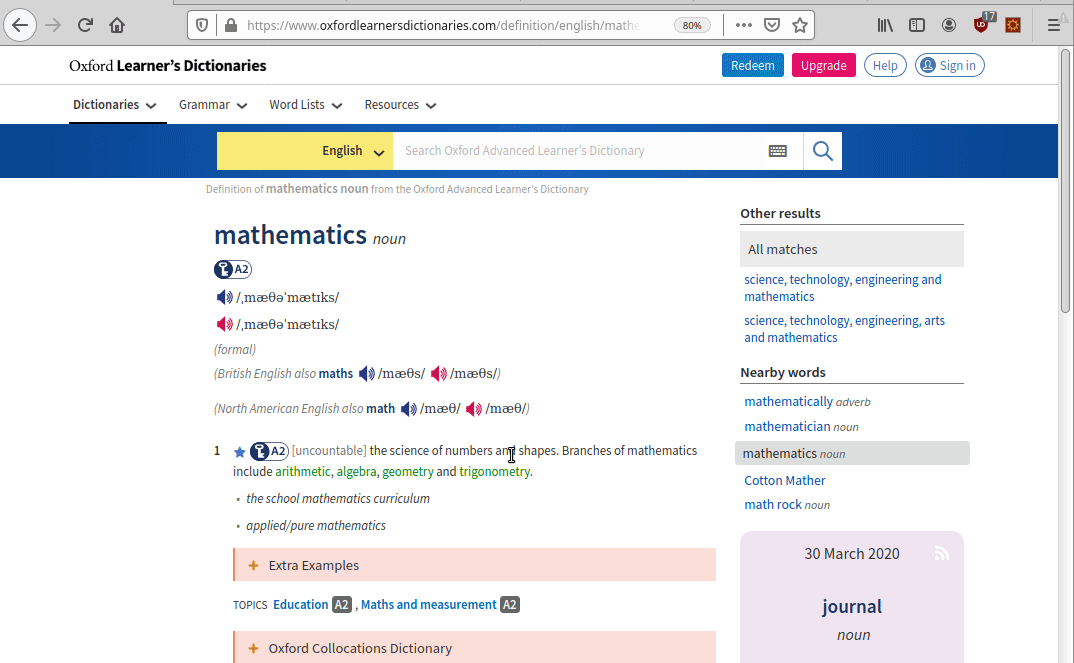 https://www.oxfordlearnersdictionaries.com/definition/english/mathe
80%
17
Oxford Learner's Dictionaries
Redeem
Upgrade
Help
Sign in
Dictionaries
Grammar
Word Lists
Resources
English
Search Oxford Advanced Learner's Dictionary
Definition of mathematics noun from the Oxford Advanced Learner's Dictionary
mathematics noun
A2
/ˌmæθəˈmætɪks/
/ˌmæθəˈmætɪks/
(formal)
(British English also maths /mæθs/ /mæθs/)
(North American English also math /mæθ/ /mæθ/)
1 A2 [uncountable] the science of numbers and shapes. Branches of mathematics
include arithmetic, algebra, geometry and trigonometry.
• the school mathematics curriculum
• applied/pure mathematics
+ Extra Examples
TOPICS Education A2 , Maths and measurement A2
+ Oxford Collocations Dictionary
Other results
All matches
science, technology, engineering and
mathematics
science, technology, engineering, arts
and mathematics
Nearby words
mathematically adverb
mathematician noun
mathematics noun
Cotton Mather
math rock noun
30 March 2020
journal
noun